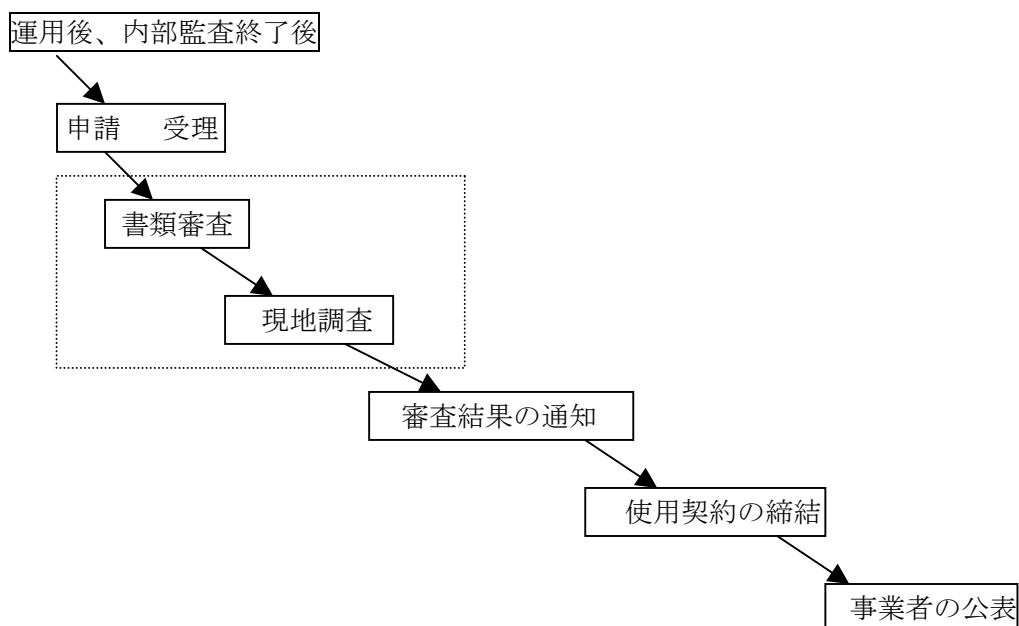 運用後、内部監査終了後
申請　受理
書類審査
現地調査
審査結果の通知
使用契約の締結
事業者の公表